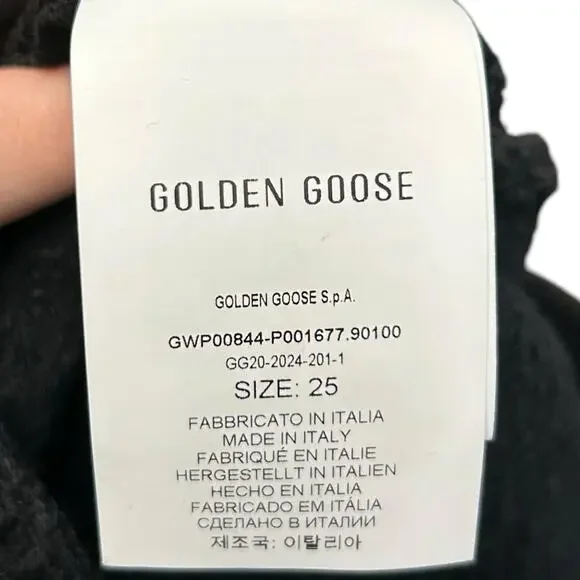 GOLDEN GOOSE
GOLDEN GOOSE S.p.A.
GWP00844-P001677.90100
GG20-2024-201-1
SIZE: 25
FABBRICATO IN ITALIA
MADE IN ITALY
FABRIQUÉ EN ITALIE
HERGESTELLT IN ITALIEN
HECHO EN ITALIA
FABRICADO EM ITÁLIA
СДЕЛАНО В ИТАЛИИ
제조국: 이탈리아